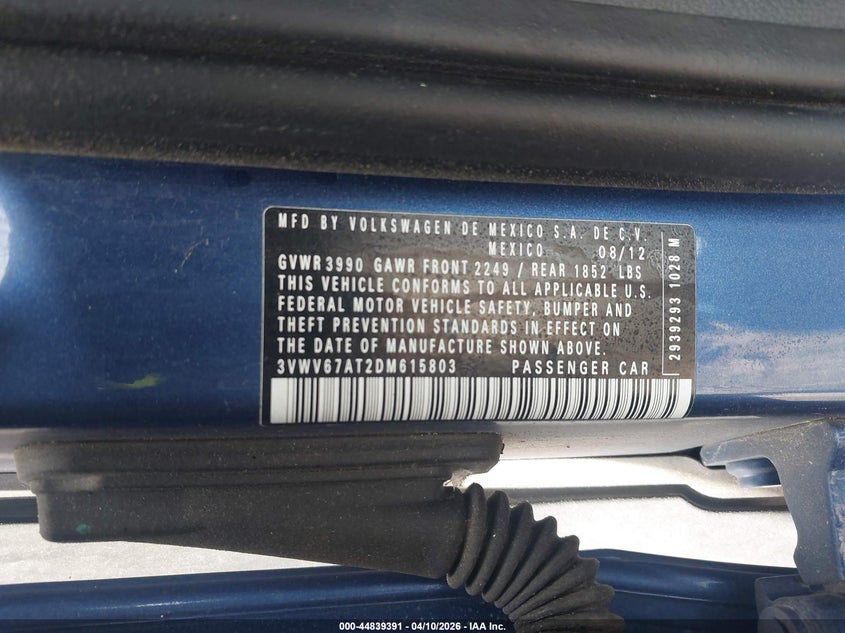 MFD BY VOLKSWAGEN DE MEXICO S.A. DE C.V.
MEXICO 08/12
GVWR 3990 GAWR FRONT 2249 / REAR 1852 LBS
THIS VEHICLE CONFORMS TO ALL APPLICABLE U.S.
FEDERAL MOTOR VEHICLE SAFETY, BUMPER AND
THEFT PREVENTION STANDARDS IN EFFECT ON
THE DATE OF MANUFACTURE SHOWN ABOVE.
3VWVV67AT2DM615803 PASSENGER CAR
2939293 1028 M
000-44839391 04/10/2026 IAA Inc.